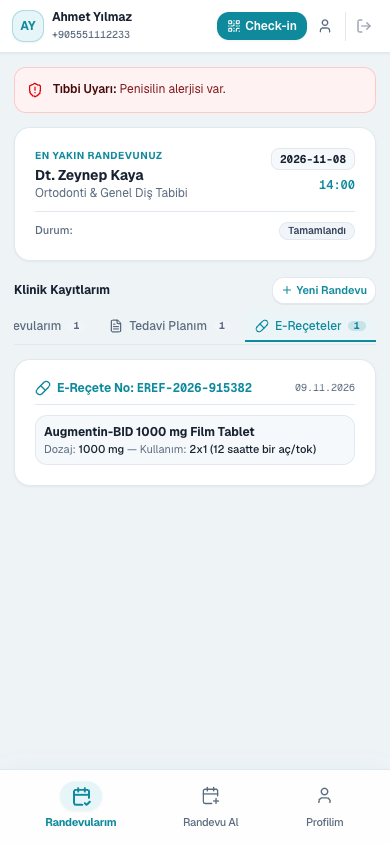 AY
Ahmet Yılmaz
+905551112233
Check-in
Tıbbi Uyarı: Penisilin alerjisi var.
EN YAKIN RANDEVUNUZ
2026-11-08
Dt. Zeynep Kaya
14:00
Ortodonti & Genel Diş Tabibi
Durum:
Tamamlandı
Klinik Kayıtlarım
+ Yeni Randevu
evularım 1
Tedavi Planım 1
E-Reçeteler 1
E-Reçete No: EREF-2026-915382
09.11.2026
Augmentin-BID 1000 mg Film Tablet
Dozaj: 1000 mg — Kullanım: 2x1 (12 saatte bir aç/tok)
Randevularım
Randevu Al
Profilim